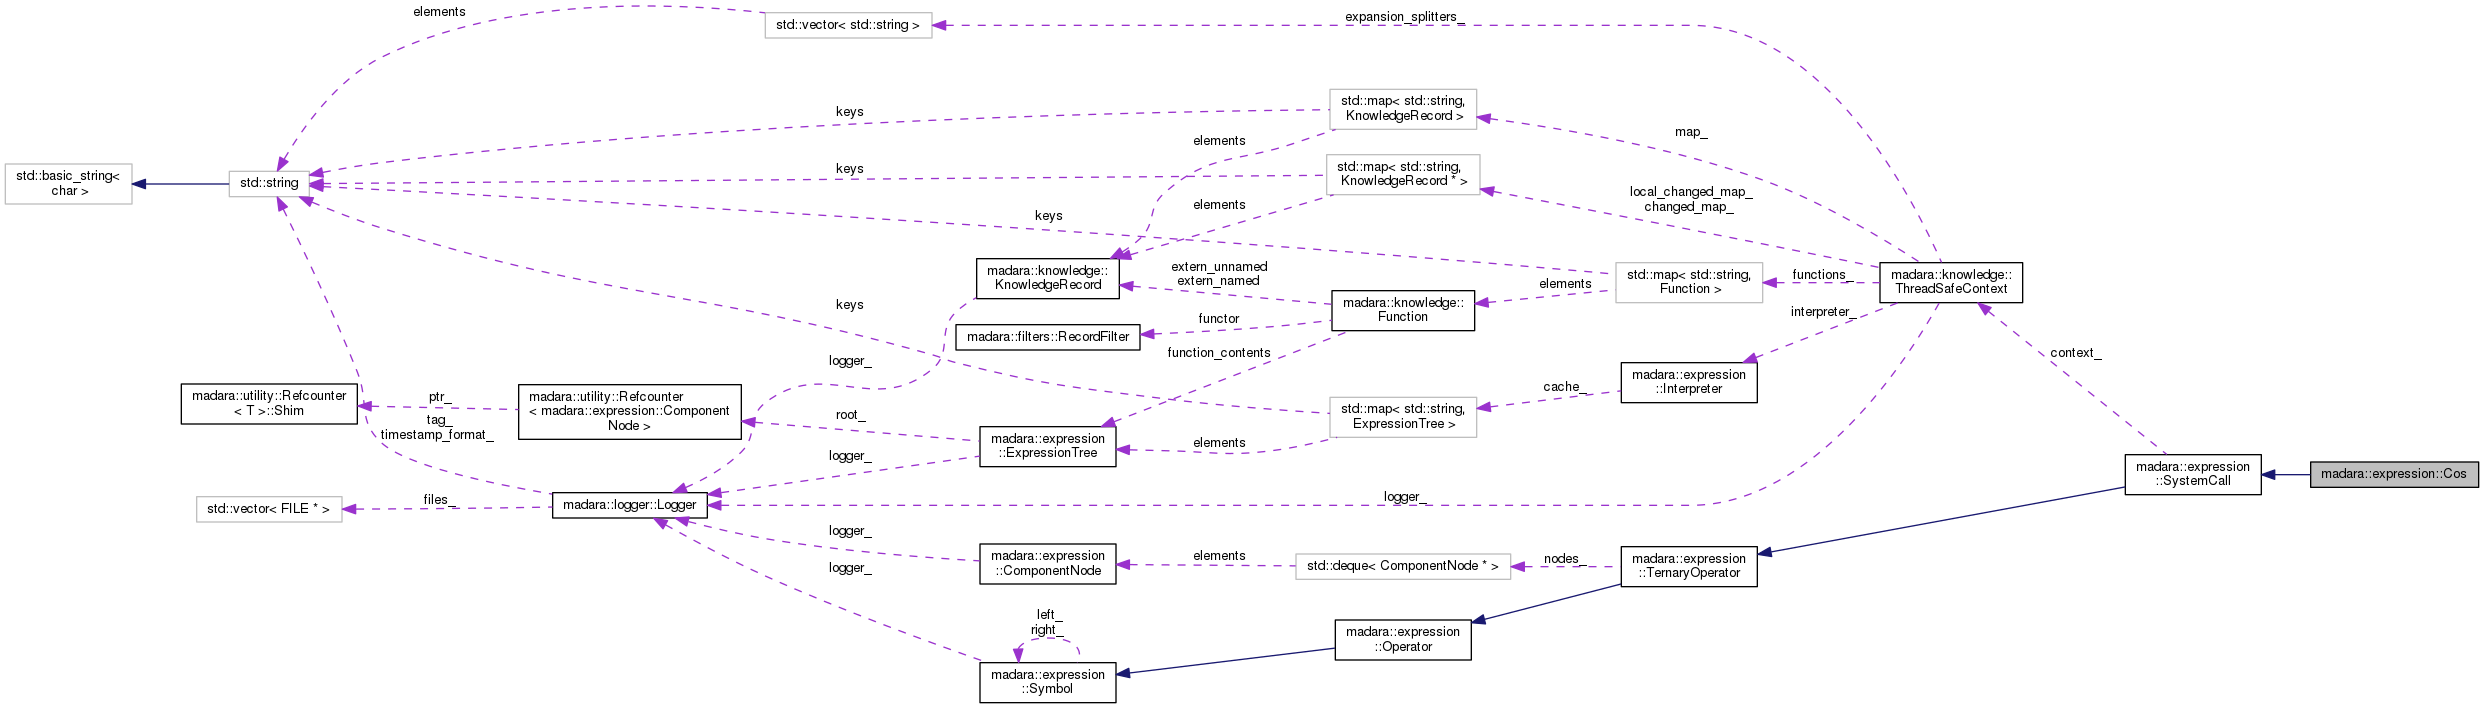 elements
std::vector< std::string >
expansion_splitters_
std::map< std::string,
KnowledgeRecord >
keys
map_
elements
std::basic_string<
char >
std::string
keys
std::map< std::string,
KnowledgeRecord * >
local_changed_map_
changed_map_
elements
keys
madara::knowledge::
KnowledgeRecord
extern_unnamed
extern_named
madara::knowledge::
Function
elements
std::map< std::string,
Function >
functions_
madara::knowledge::
ThreadSafeContext
keys
madara::filters::RecordFilter
functor
interpreter_
function_contents
logger_
context_
madara::utility::Refcounter
< T >::Shim
ptr_
madara::utility::Refcounter
< madara::expression::Component
Node >
root_
std::map< std::string,
ExpressionTree >
cache_
madara::expression
::Interpreter
tag_
timestamp_format_
madara::expression
::ExpressionTree
elements
logger_
madara::expression
::SystemCall
madara::expression::Cos
std::vector< FILE * >
files_
madara::logger::Logger
logger_
logger_
madara::expression
::ComponentNode
elements
std::deque< ComponentNode * >
nodes_
madara::expression
::TernaryOperator
logger_
left_
right_
madara::expression
::Operator
madara::expression
::Symbol